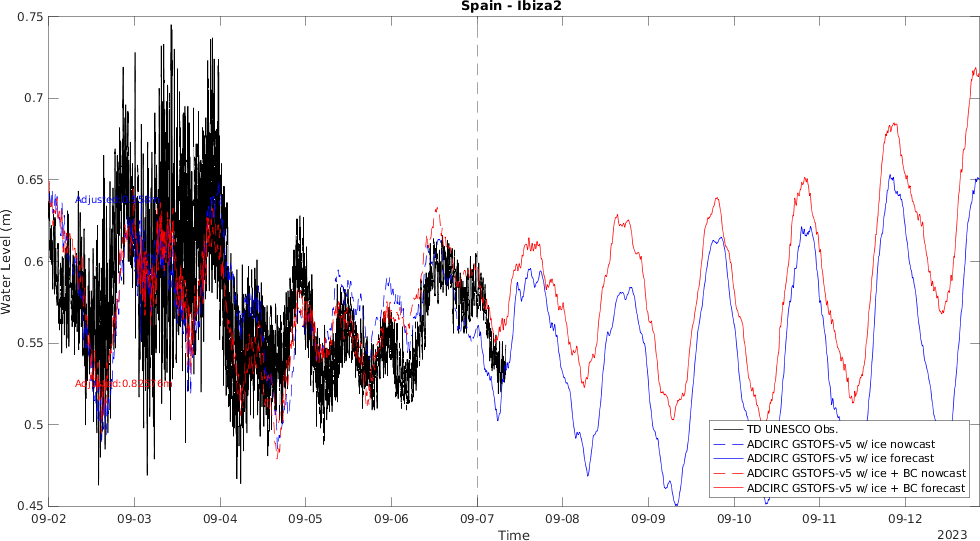 Spain - Ibiza2
0.75
0.7
0.65
0.6
0.55
0.5
0.45
Water Level (m)
09-02
09-03
09-04
09-05
09-06
09-07
09-08
09-09
09-10
09-11
09-12
Time
2023
TD UNESCO Obs.
ADCIRC GSTOFS-v5 w/ ice nowcast
ADCIRC GSTOFS-v5 w/ ice forecast
ADCIRC GSTOFS-v5 w/ ice + BC nowcast
ADCIRC GSTOFS-v5 w/ ice + BC forecast